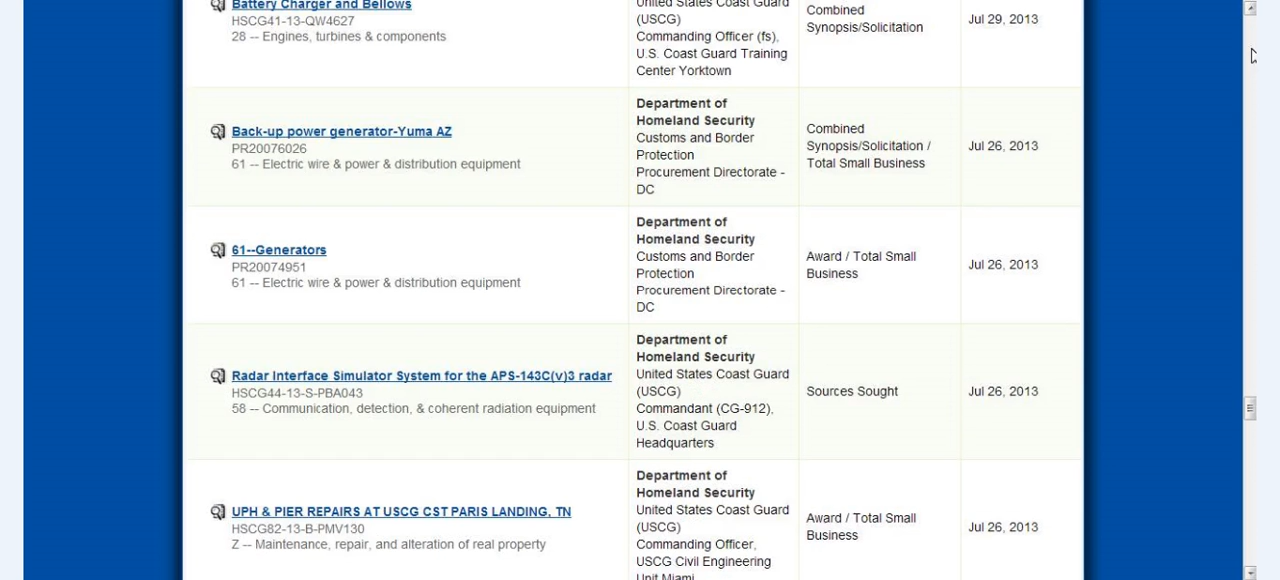 Battery Charger and Bellows
HSCG41-13-QW4627
28 -- Engines, turbines & components
United States Coast Guard
(USCG)
Commanding Officer (fs),
U.S. Coast Guard Training
Center Yorktown
Combined
Synopsis/Solicitation
Jul 29, 2013
Back-up power generator-Yuma AZ
PR20076026
61 -- Electric wire & power & distribution equipment
Department of
Homeland Security
Customs and Border
Protection
Procurement Directorate -
DC
Combined
Synopsis/Solicitation /
Total Small Business
Jul 26, 2013
61--Generators
PR20074951
61 -- Electric wire & power & distribution equipment
Department of
Homeland Security
Customs and Border
Protection
Procurement Directorate -
DC
Award / Total Small
Business
Jul 26, 2013
Radar Interface Simulator System for the APS-143C(v)3 radar
HSCG44-13-S-PBA043
58 -- Communication, detection, & coherent radiation equipment
Department of
Homeland Security
United States Coast Guard
(USCG)
Commandant (CG-912),
U.S. Coast Guard
Headquarters
Sources Sought
Jul 26, 2013
UPH & PIER REPAIRS AT USCG CST PARIS LANDING, TN
HSCG82-13-B-PMV130
Z -- Maintenance, repair, and alteration of real property
Department of
Homeland Security
United States Coast Guard
(USCG)
Commanding Officer,
USCG Civil Engineering
Unit Miami
Award / Total Small
Business
Jul 26, 2013